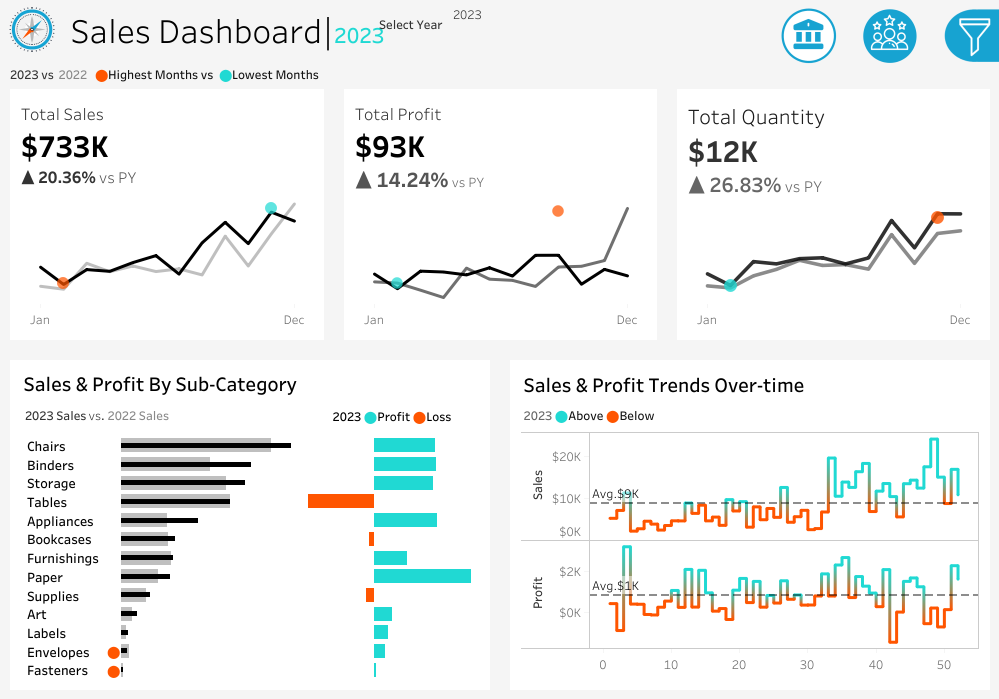 Sales Dashboard|2023
Select Year
2023
2023 vs 2022 Highest Months vs Lowest Months
Total Sales
$733K
▲ 20.36% vs PY
Jan
Dec
Total Profit
$93K
▲ 14.24% vs PY
Jan
Dec
Total Quantity
$12K
▲ 26.83% vs PY
Jan
Dec
Sales & Profit By Sub-Category
2023 Sales vs. 2022 Sales
2023 Profit Loss
Chairs
Binders
Storage
Tables
Appliances
Bookcases
Furnishings
Paper
Supplies
Art
Labels
Envelopes
Fasteners
Sales & Profit Trends Over-time
2023 Above Below
Sales
$20K
$10K
$0K
Avg.$9K
Profit
$2K
$0K
Avg.$1K
0
10
20
30
40
50